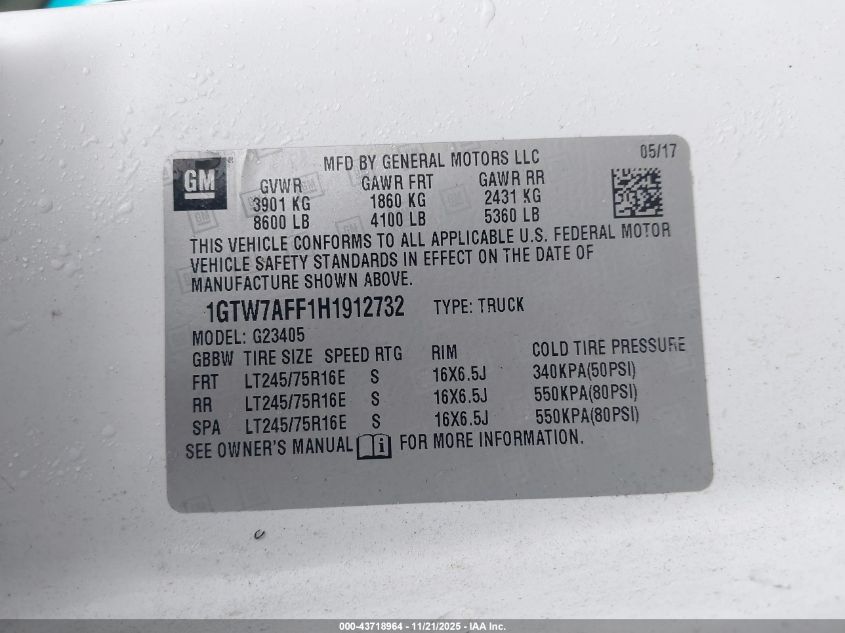 GM
MFD BY GENERAL MOTORS LLC 05/17
GVWR GAWR FRT GAWR RR
3901 KG 1860 KG 2431 KG
8600 LB 4100 LB 5360 LB
THIS VEHICLE CONFORMS TO ALL APPLICABLE U.S. FEDERAL MOTOR
VEHICLE SAFETY STANDARDS IN EFFECT ON THE DATE OF
MANUFACTURE SHOWN ABOVE.
1GTW7AFF1H1912732 TYPE: TRUCK
MODEL: G23405
GBBW TIRE SIZE SPEED RTG RIM COLD TIRE PRESSURE
FRT LT245/75R16E S 16X6.5J 340KPA(50PSI)
RR LT245/75R16E S 16X6.5J 550KPA(80PSI)
SPA LT245/75R16E S 16X6.5J 550KPA(80PSI)
SEE OWNER'S MANUAL i FOR MORE INFORMATION.
000-43718964 - 11/21/2025 - IAA Inc.